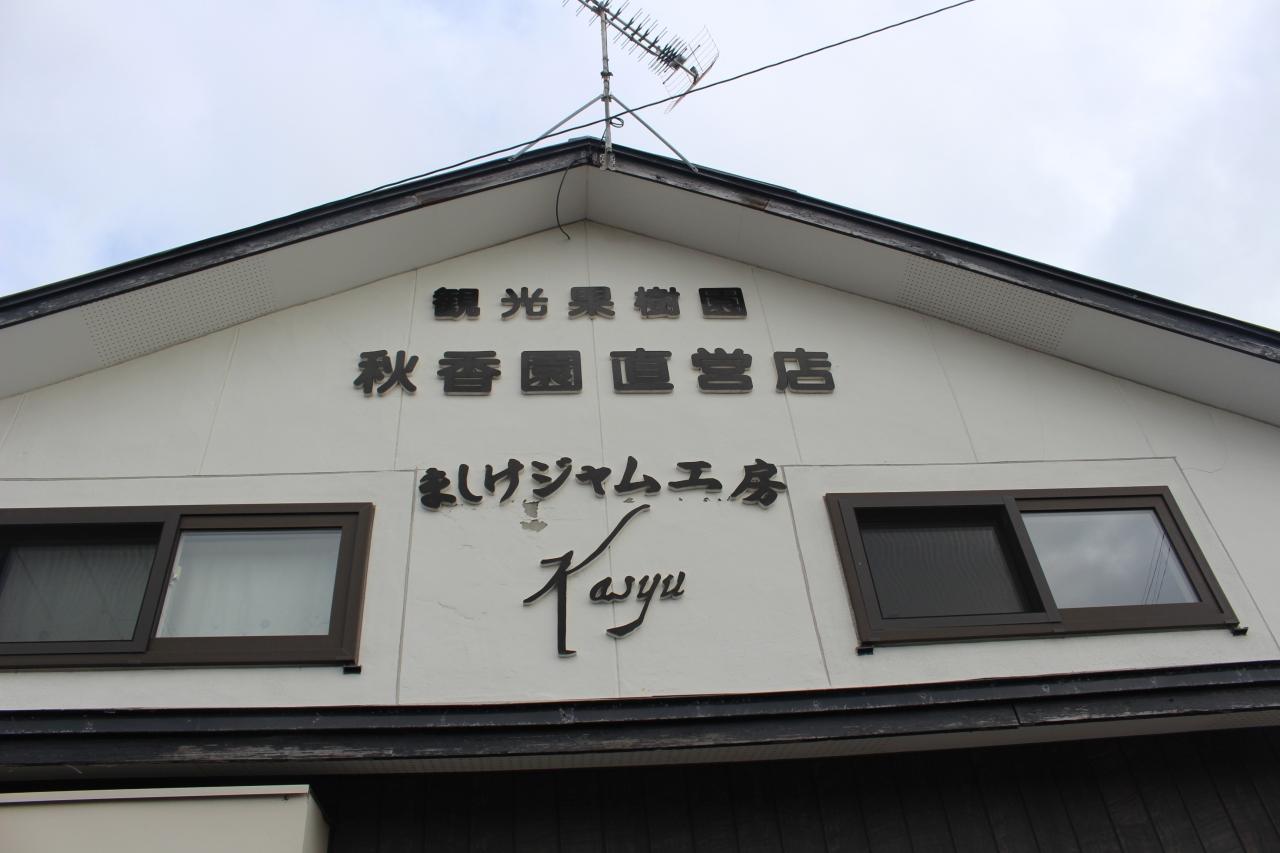 観光果樹園
秋香園直営店
ましけジャム工房
Kasyu